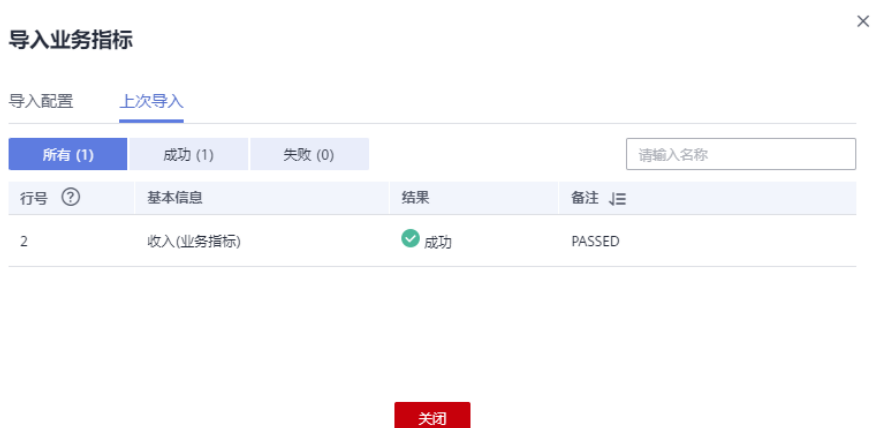 导入业务指标
导入配置 上次导入
所有 (1) 成功 (1) 失败 (0) 请输入名称
行号 基本信息 结果 备注
2 收入(业务指标) 成功 PASSED
关闭